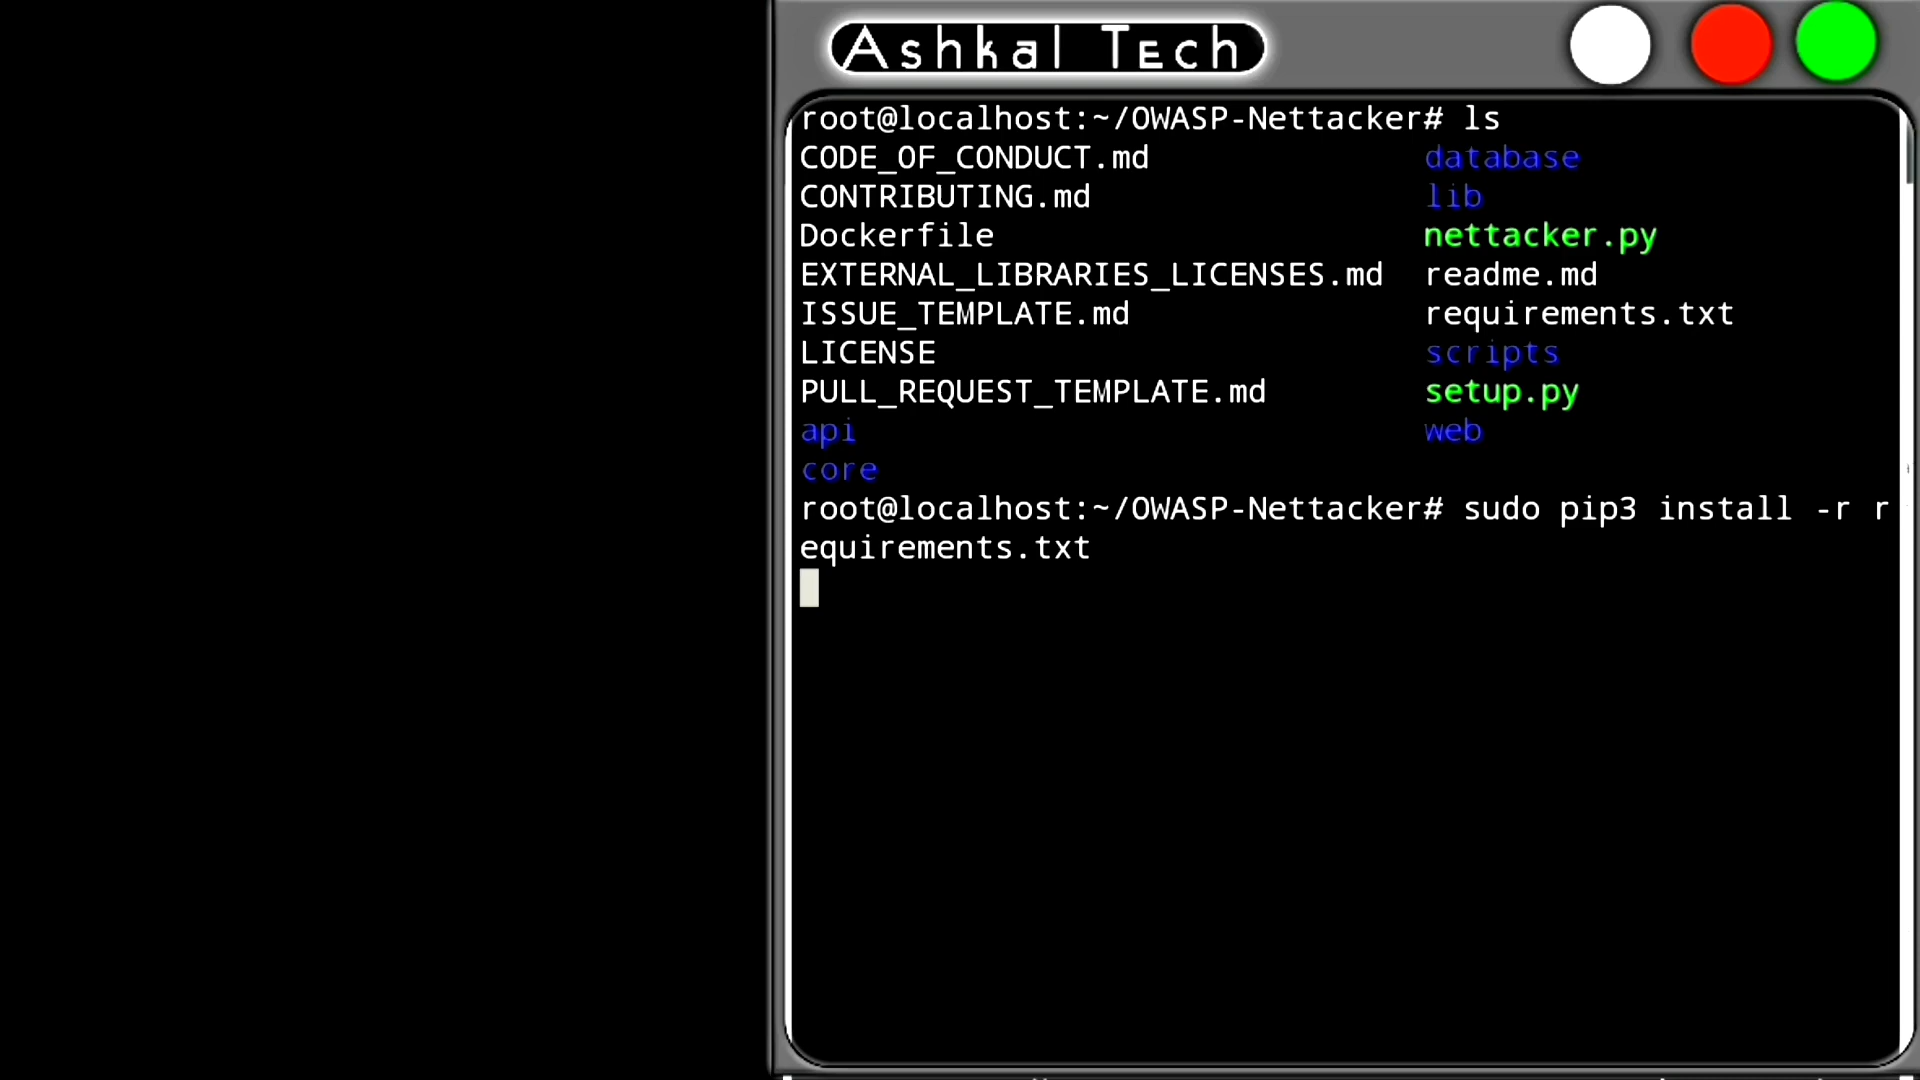 Ashkal Tech
root@localhost:~/OWASP-Nettacker# ls
CODE_OF_CONDUCT.md database
CONTRIBUTING.md lib
Dockerfile nettacker.py
EXTERNAL_LIBRARIES_LICENSES.md readme.md
ISSUE_TEMPLATE.md requirements.txt
LICENSE scripts
PULL_REQUEST_TEMPLATE.md setup.py
api web
core
root@localhost:~/OWASP-Nettacker# sudo pip3 install -r r
equirements.txt